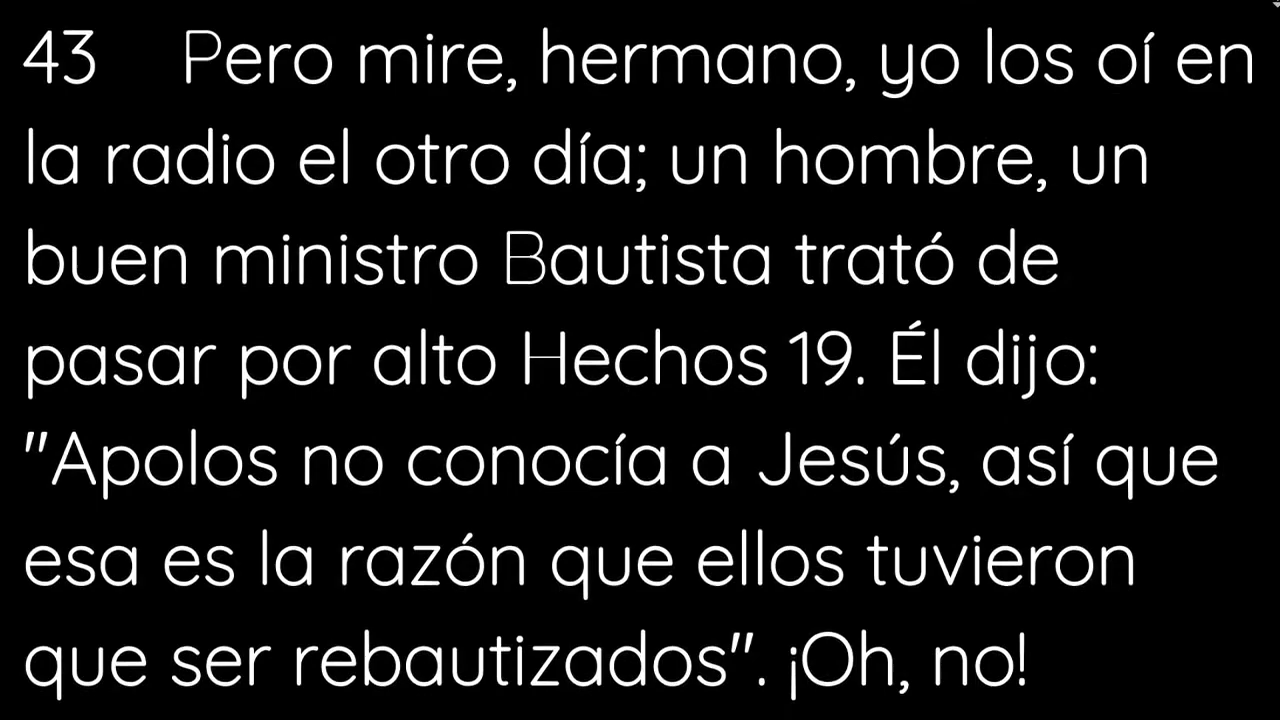 43 Pero mire, hermano, yo los oí en
la radio el otro día; un hombre, un
buen ministro Bautista trató de
pasar por alto Hechos 19. Él dijo:
"Apolos no conocía a Jesús, así que
esa es la razón que ellos tuvieron
que ser rebautizados". ¡Oh, no!